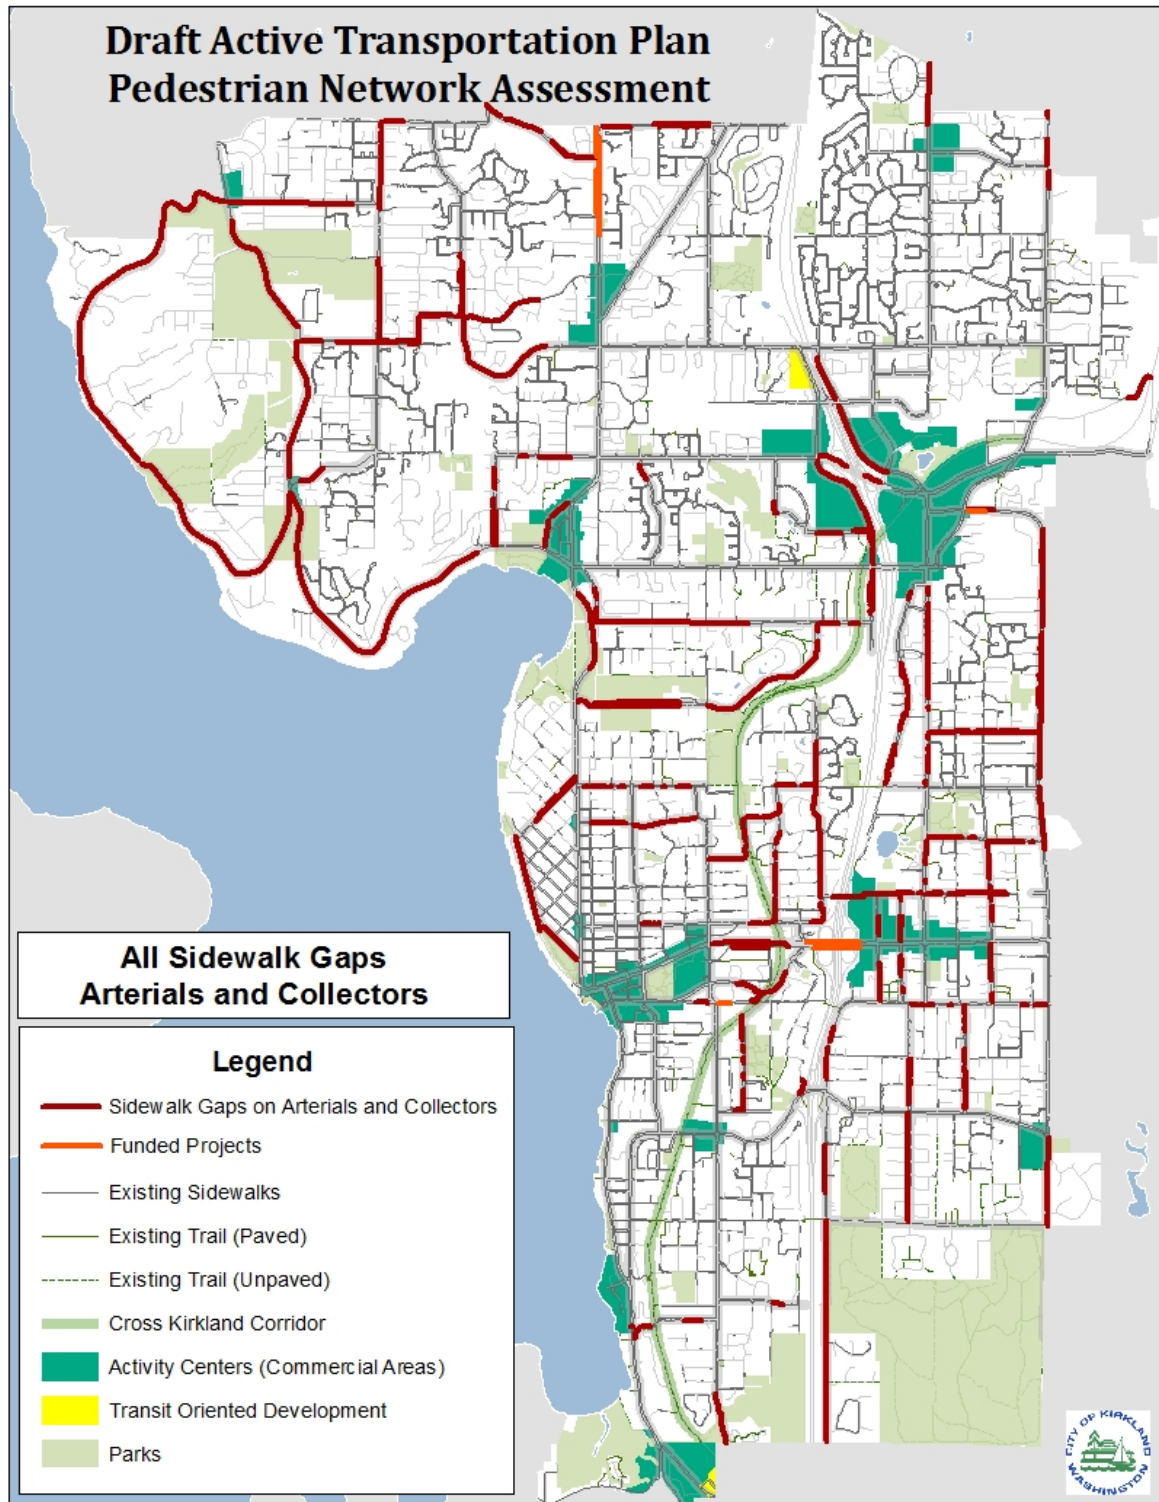 Draft Active Transportation Plan
Pedestrian Network Assessment
All Sidewalk Gaps
Arterials and Collectors
Legend
Sidewalk Gaps on Arterials and Collectors
Funded Projects
Existing Sidewalks
Existing Trail (Paved)
Existing Trail (Unpaved)
Cross Kirkland Corridor
Activity Centers (Commercial Areas)
Transit Oriented Development
Parks
CITY OF KIRKLAND
WASHINGTON